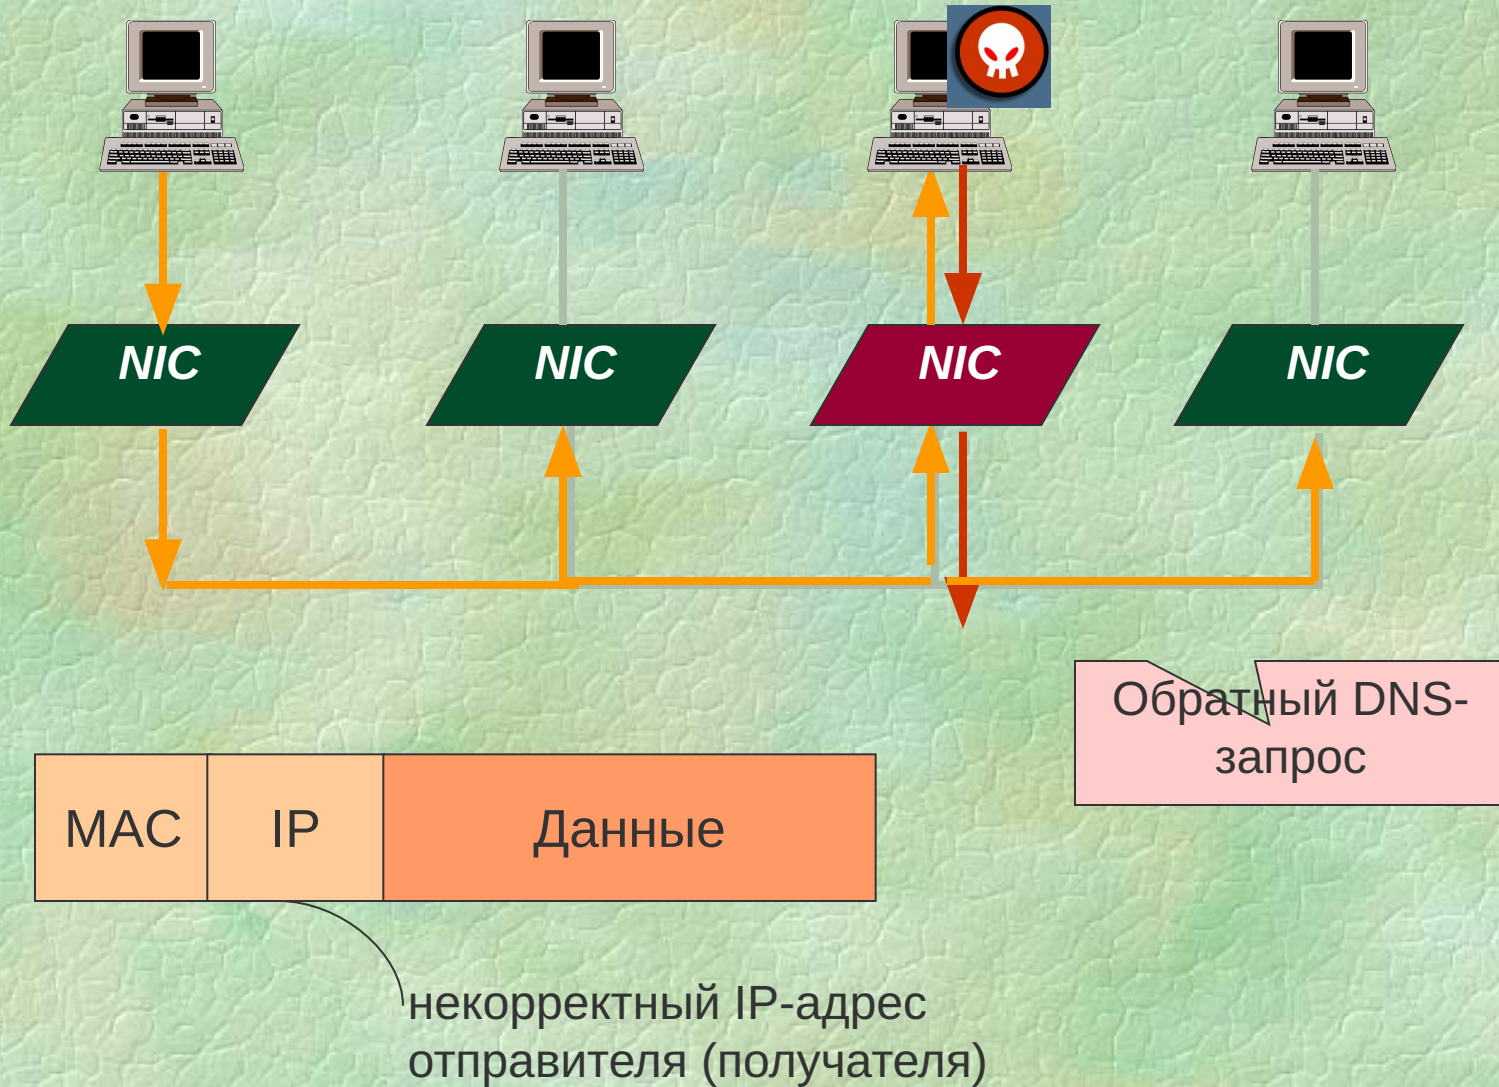 NIC
NIC
NIC
NIC
Обратный DNS-
запрос
MAC
IP
Данные
некорректный IP-адрес
отправителя (получателя)